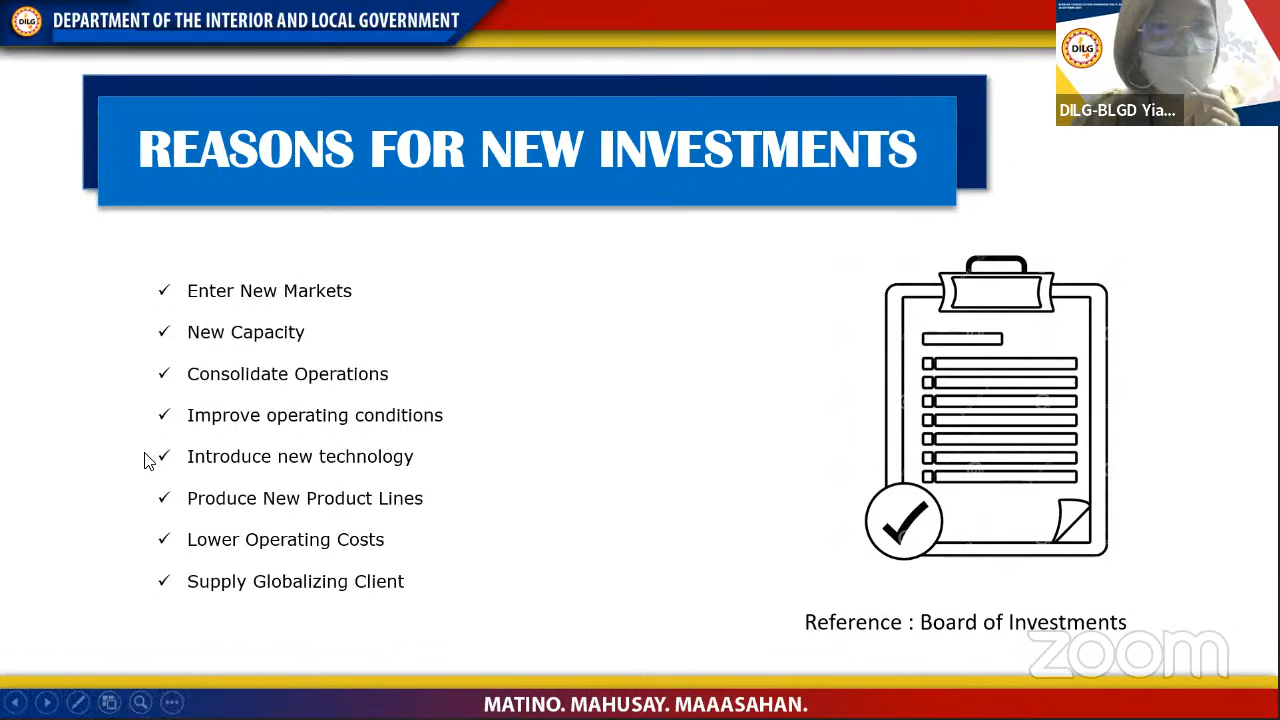 DILG
DEPARTMENT OF THE INTERIOR AND LOCAL GOVERNMENT
DILG
DILG-BLGD Yia...
REASONS FOR NEW INVESTMENTS
✓ Enter New Markets
✓ New Capacity
✓ Consolidate Operations
✓ Improve operating conditions
✓ Introduce new technology
✓ Produce New Product Lines
✓ Lower Operating Costs
✓ Supply Globalizing Client
Reference : Board of Investments
zoom
MATINO. MAHUSAY. MAAASAHAN.